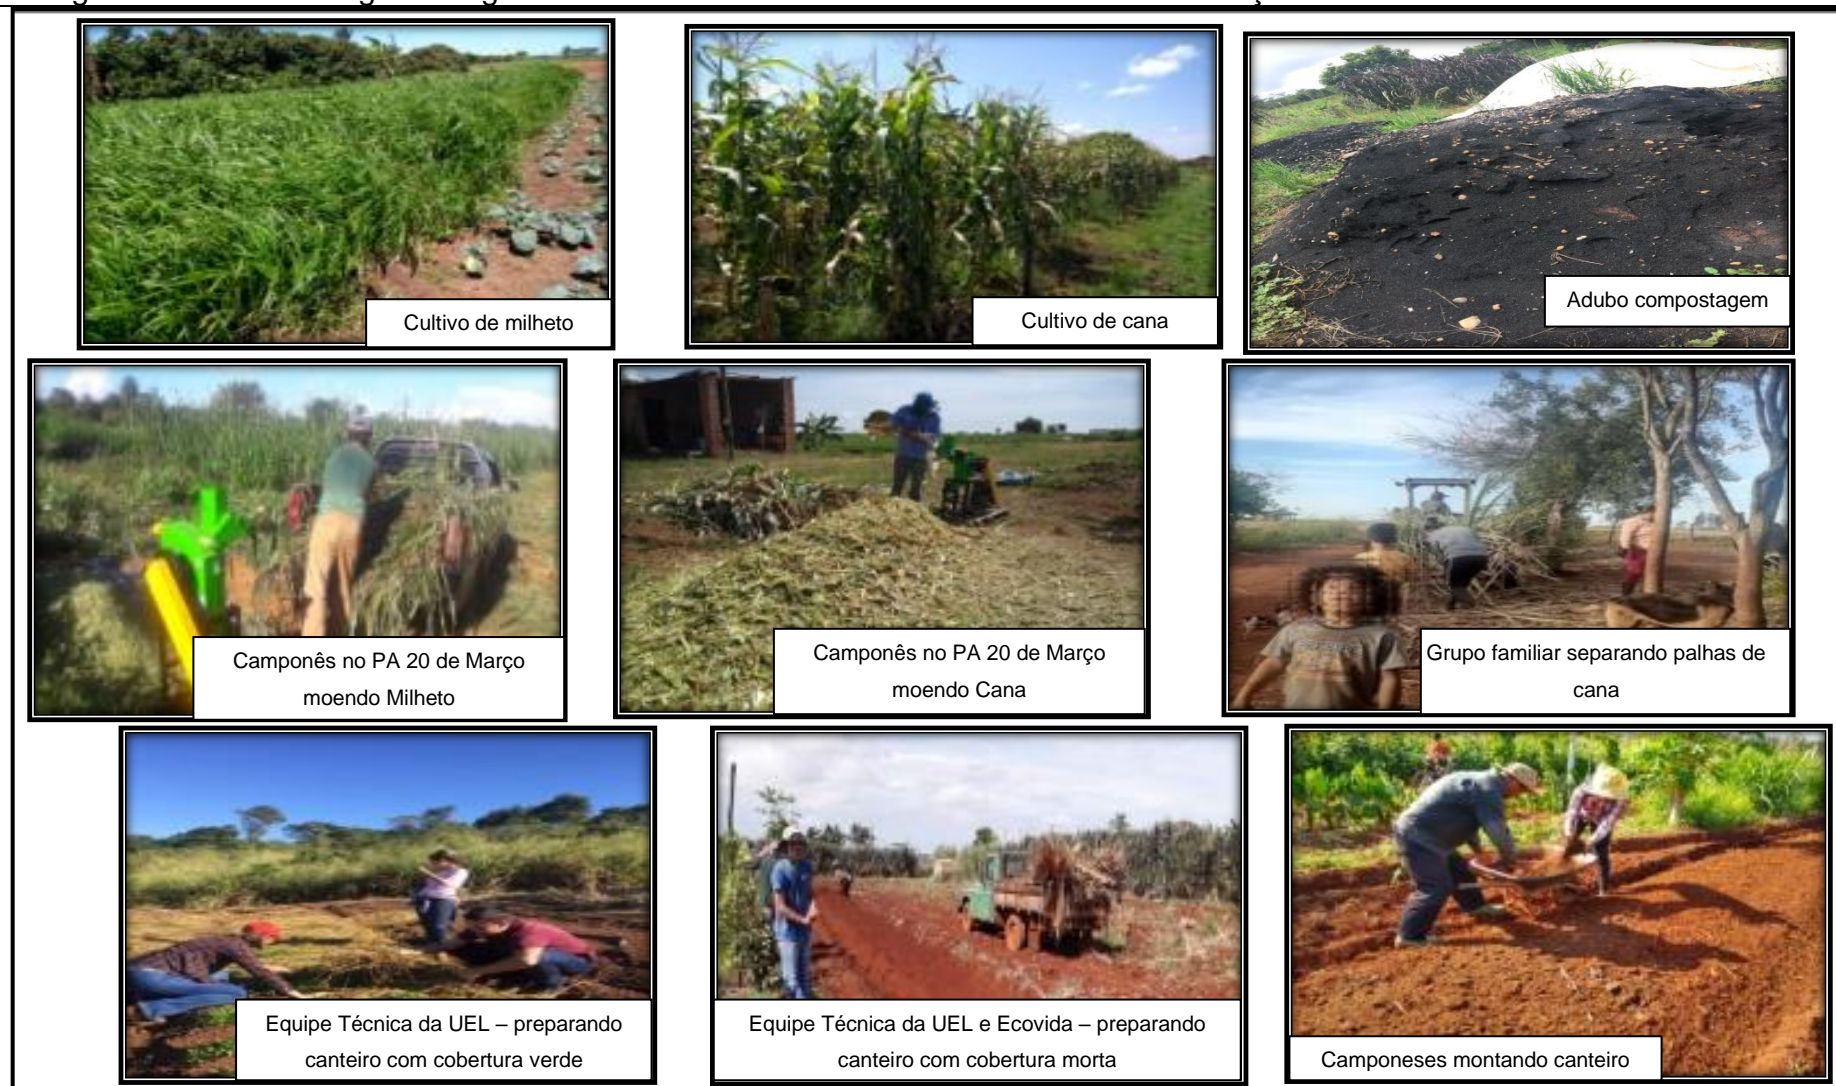 Cultivo de milheto
Cultivo de cana
Adubo compostagem
Camponês no PA 20 de Março
moendo Milheto
Camponês no PA 20 de Março
moendo Cana
Grupo familiar separando palhas de
cana
Equipe Técnica da UEL – preparando
canteiro com cobertura verde
Equipe Técnica da UEL e Ecovida – preparando
canteiro com cobertura morta
Camponeses montando canteiro